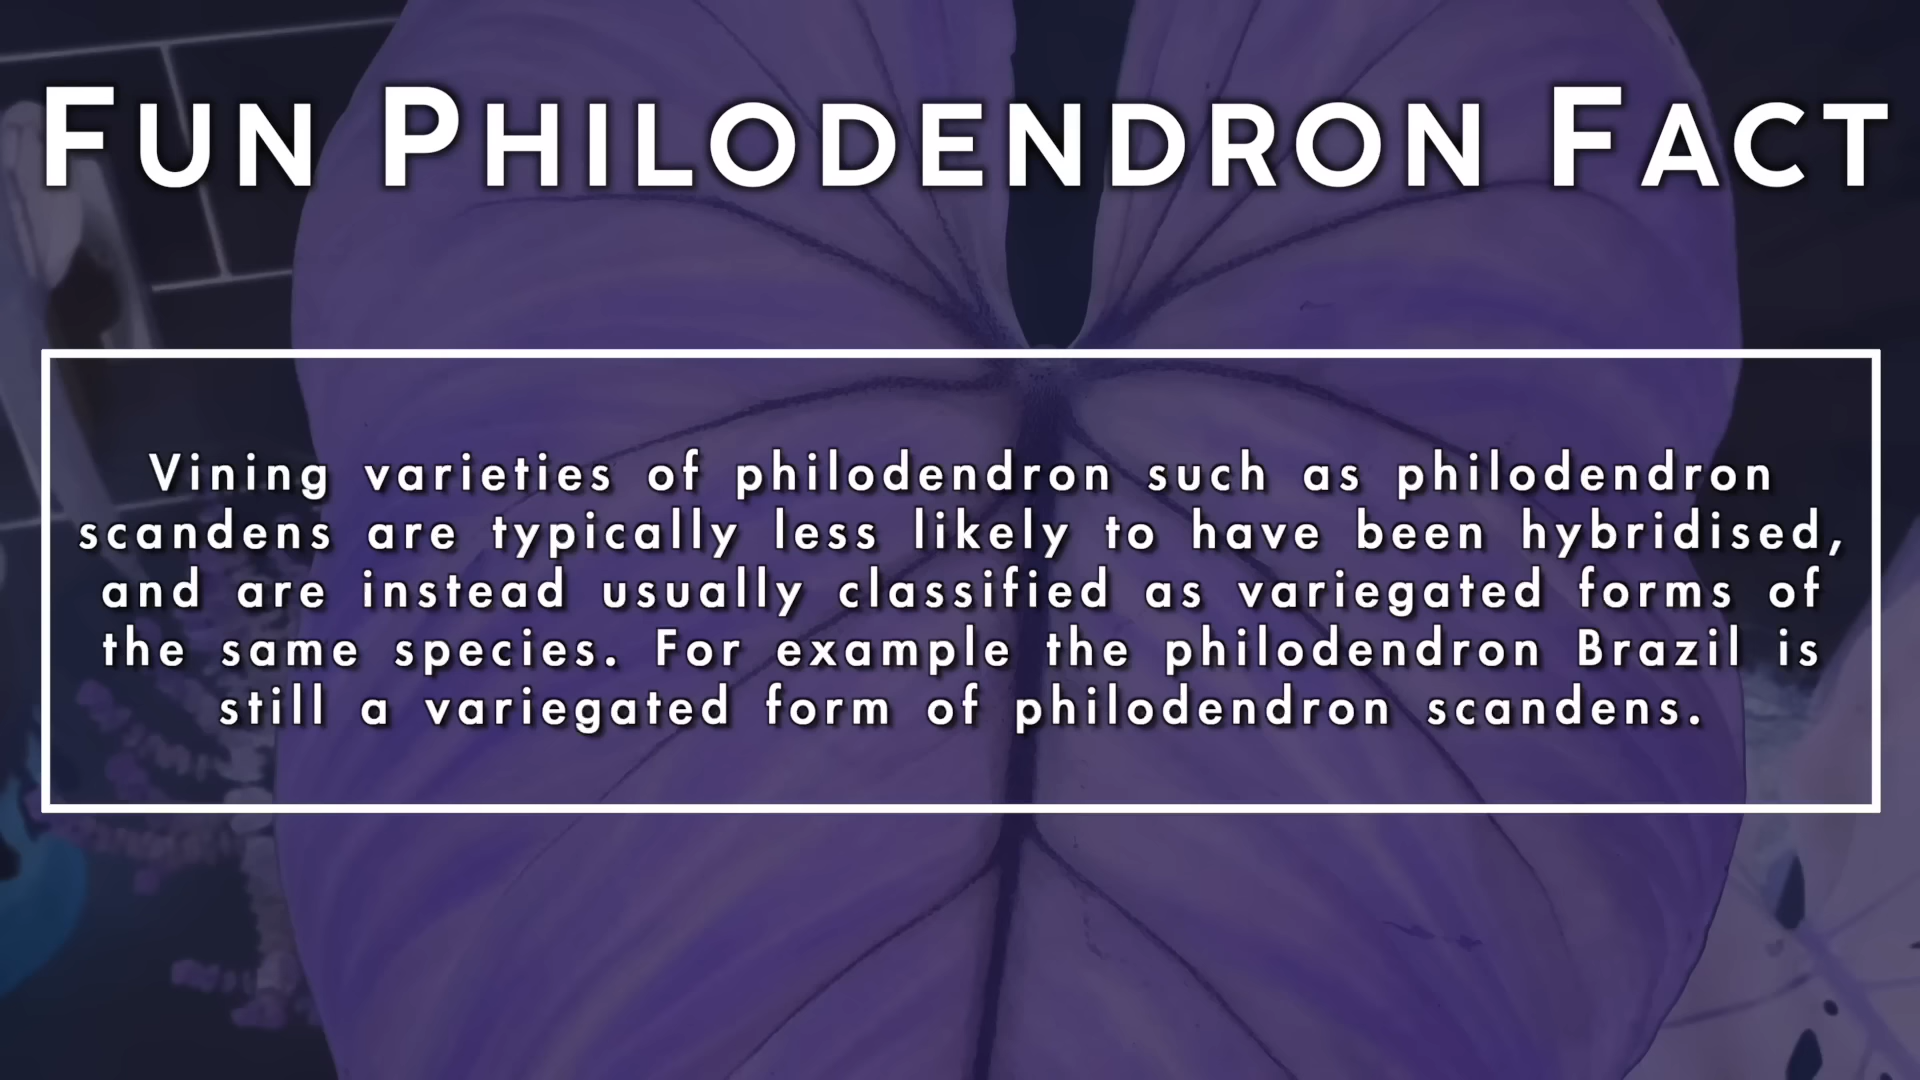 FUN PHILODENDRON FACT
Vining varieties of philodendron such as philodendron
scandens are typically less likely to have been hybridised,
and are instead usually classified as variegated forms of
the same species. For example the philodendron Brazil is
still a variegated form of philodendron scandens.